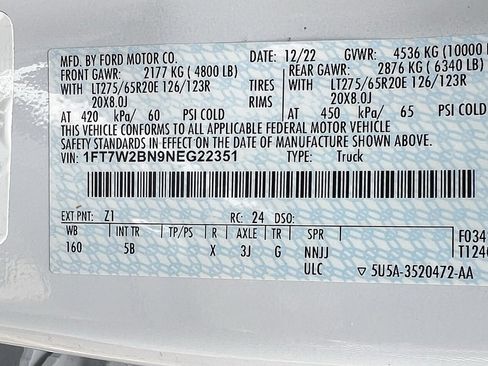 MFD. BY FORD MOTOR CO. DATE: 12/22 GVWR: 4536 KG (10000
FRONT GAWR: 2177 KG ( 4800 LB) REAR GAWR: 2876 KG ( 6340 LB)
WITH LT275/65R20E 126/123R TIRES WITH LT275/65R20E 126/123R
20X8.0J RIMS 20X8.0J
AT 420 kPa/ 60 PSI COLD AT 450 kPa/ 65 PSI COLD
THIS VEHICLE CONFORMS TO ALL APPLICABLE FEDERAL MOTOR VEHICLE
SAFETY STANDARDS IN EFFECT ON THE DATE OF MANUFACTURE SHOWN ABOVE
VIN: 1FT7W2BN9NEG22351 TYPE: Truck
EXT PNT: Z1 RC: 24 DSO:
WB INT TR TP/PS R AXLE TR SPR
160 5B X 3J G NNJJ
ULC
F034
T1240
5U5A-3520472-AA